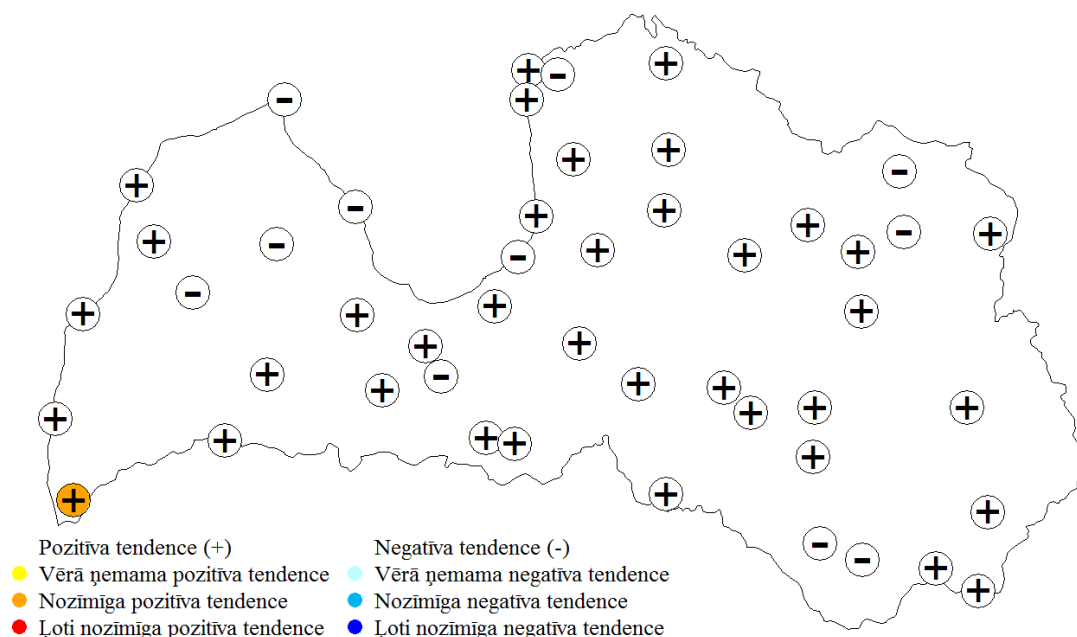 Pozitīva tendence (+)
Vērā ņemama pozitīva tendence
Nozīmīga pozitīva tendence
Ļoti nozīmīga pozitīva tendence
Negatīva tendence (-)
Vērā ņemama negatīva tendence
Nozīmīga negatīva tendence
Ļoti nozīmīga negatīva tendence